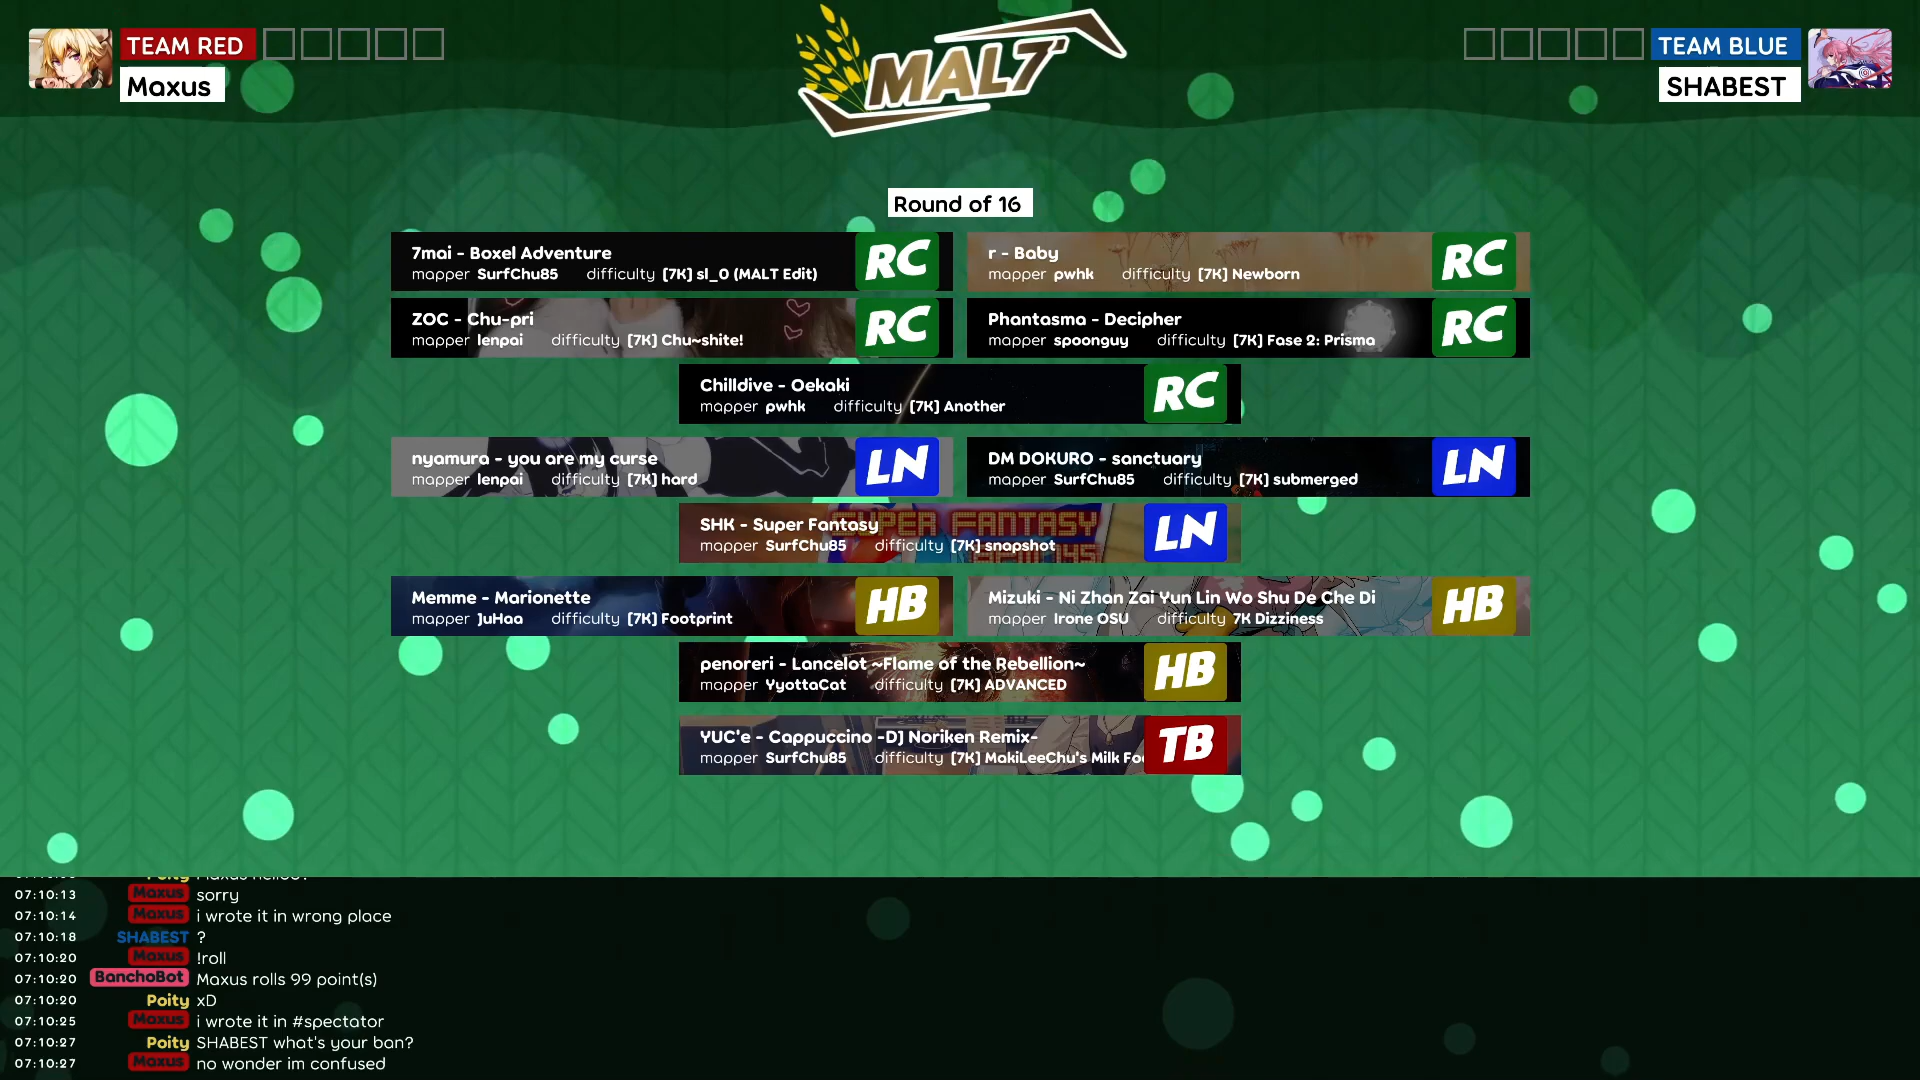 TEAM RED
Maxus
MAL7
TEAM BLUE
SHABEST
Round of 16
7mai - Boxel Adventure
mapper SurfChu85 difficulty [7K] sl_0 (MALT Edit)
RC
r - Baby
mapper pwhk difficulty [7K] Newborn
RC
ZOC - Chu-pri
mapper lenpai difficulty [7K] Chu~shite!
RC
Phantasma - Decipher
mapper spoonguy difficulty [7K] Fase 2: Prisma
RC
Chilldive - Oekaki
mapper pwhk difficulty [7K] Another
RC
nyamura - you are my curse
mapper lenpai difficulty [7K] hard
LN
DM DOKURO - sanctuary
mapper SurfChu85 difficulty [7K] submerged
LN
SHK - Super Fantasy
mapper SurfChu85 difficulty [7K] snapshot
SUPER FANTASY
LN
Memme - Marionette
mapper JuHaa difficulty [7K] Footprint
HB
Mizuki - Ni Zhan Zai Yun Lin Wo Shu De Che Di
mapper Irone OSU difficulty 7K Dizziness
HB
penoreri - Lancelot ~Flame of the Rebellion~
mapper YyottaCat difficulty [7K] ADVANCED
HB
YUC'e - Cappuccino -DJ Noriken Remix-
mapper SurfChu85 difficulty [7K] MakiLeeChu's Milk
TB
07:10:13 Maxus sorry
07:10:14 Maxus i wrote it in wrong place
07:10:18 SHABEST ?
07:10:20 Maxus !roll
07:10:20 BanchoBot Maxus rolls 99 point(s)
07:10:20 Poity xD
07:10:25 Maxus i wrote it in #spectator
07:10:27 Poity SHABEST what's your ban?
07:10:27 Maxus no wonder im confused